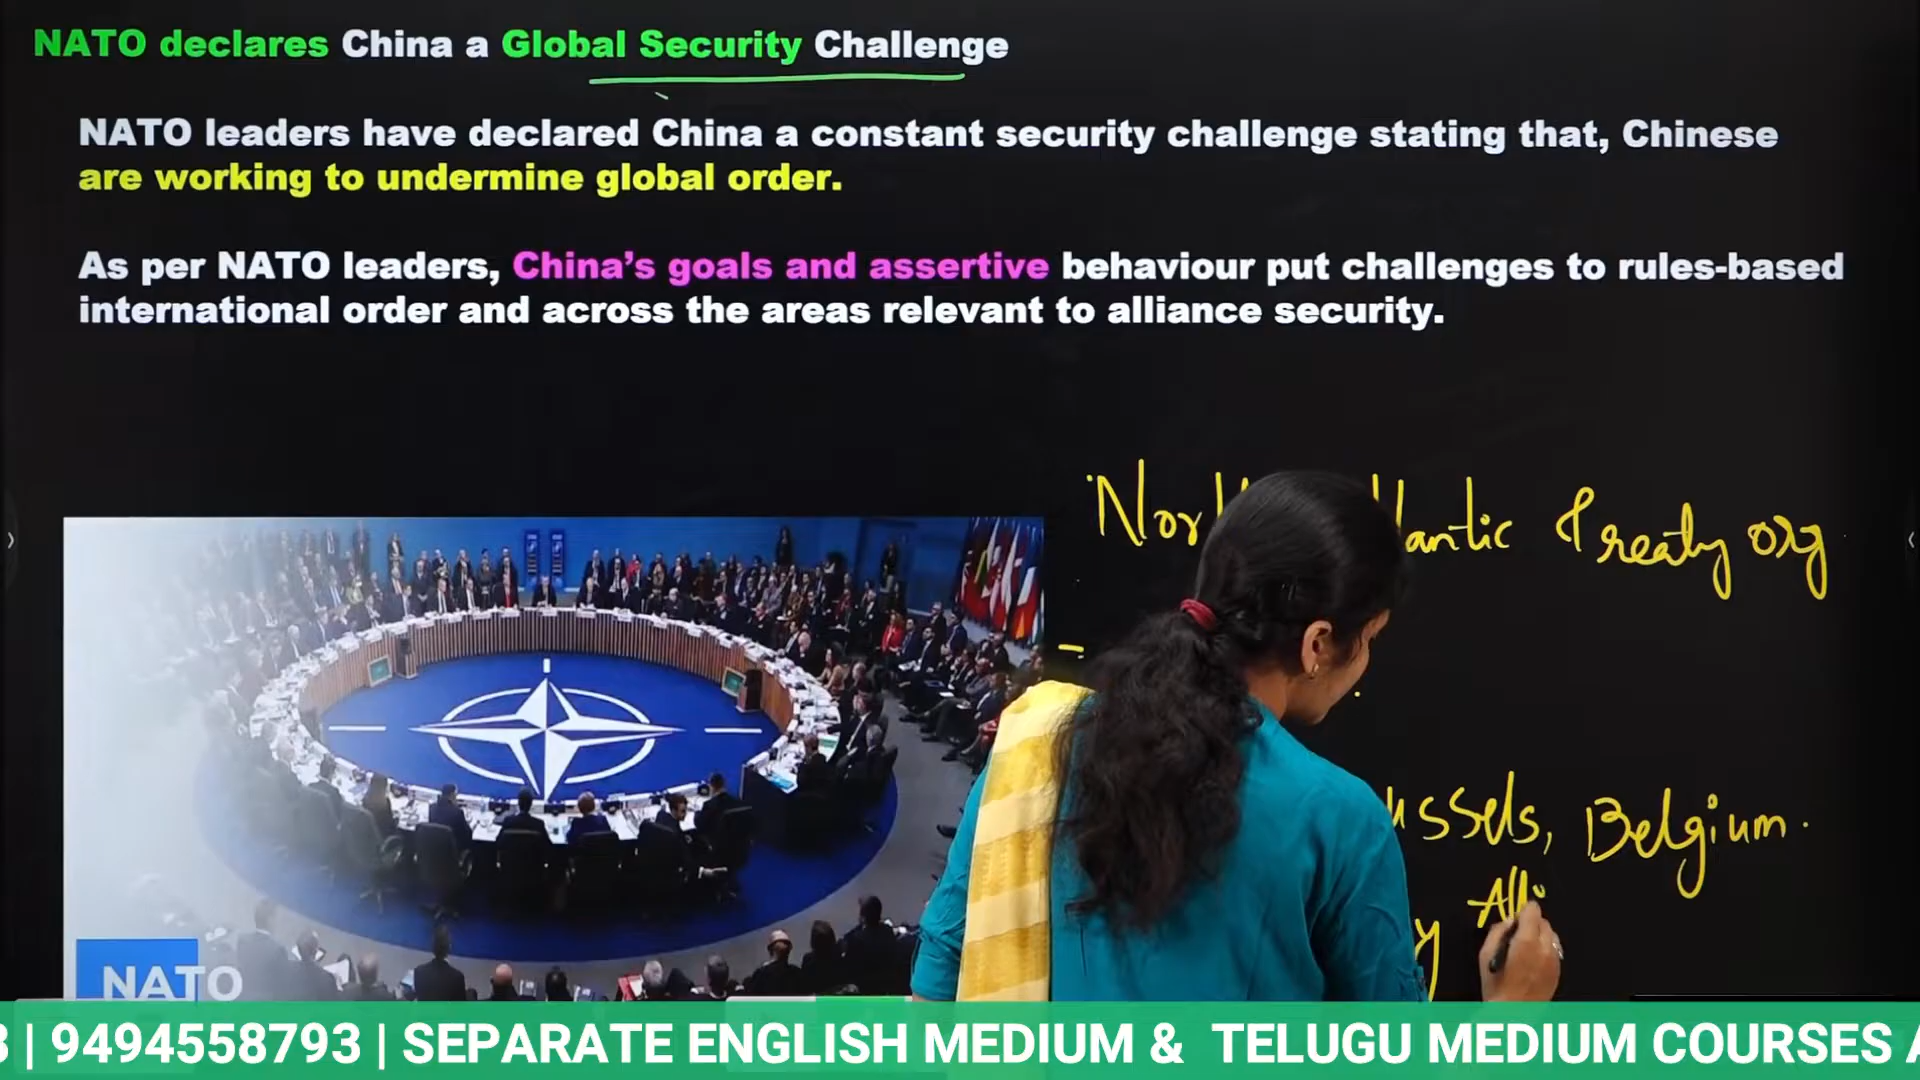 NATO declares China a Global Security Challenge
NATO leaders have declared China a constant security challenge stating that, Chinese
are working to undermine global order.
As per NATO leaders, China’s goals and assertive behaviour put challenges to rules-based
international order and across the areas relevant to alliance security.
Treaty org
Belgium.
NATO
| 9494558793 | SEPARATE ENGLISH MEDIUM & TELUGU MEDIUM COURSES